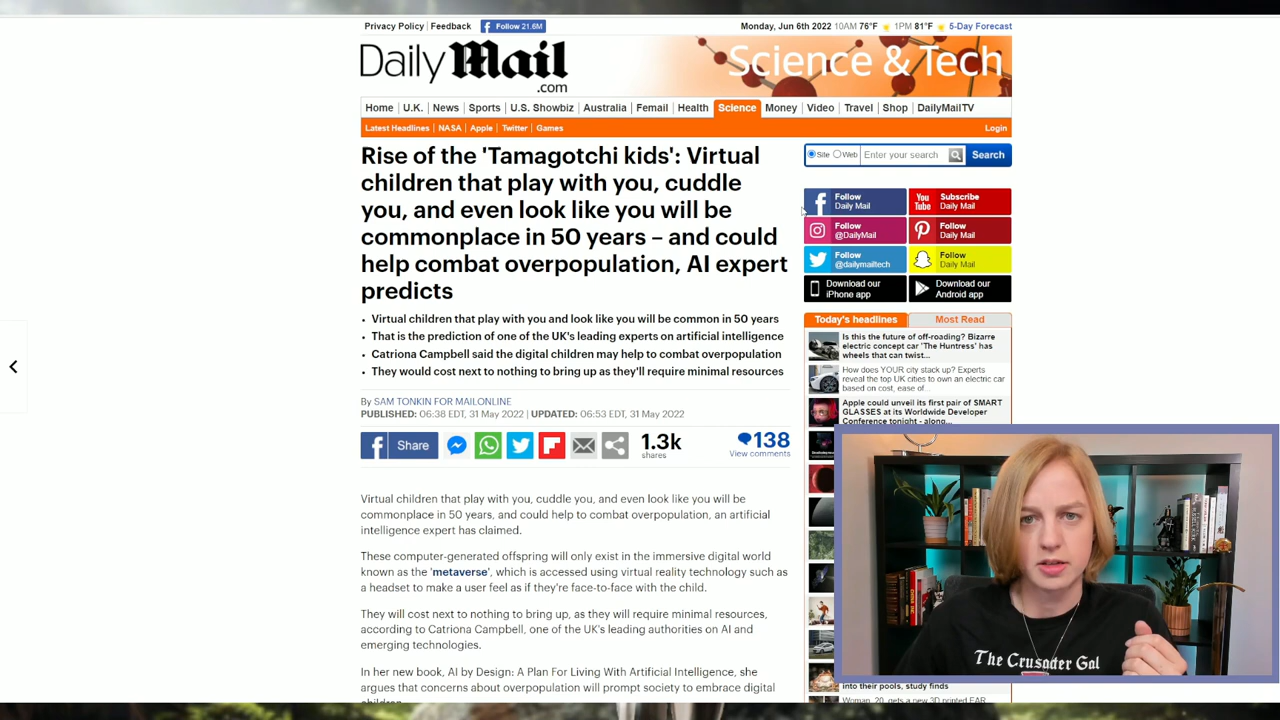 Privacy Policy | Feedback
Follow 21.6M
Monday, Jun 6th 2022 10AM 76°F 1PM 81°F 5-Day Forecast
Daily Mail
.com
Science & Tech
Home U.K. News Sports U.S. Showbiz Australia Femail Health Science Money Video Travel Shop DailyMailTV
Latest Headlines NASA Apple Twitter Games
Login
Rise of the 'Tamagotchi kids': Virtual
children that play with you, cuddle
you, and even look like you will be
commonplace in 50 years – and could
help combat overpopulation, AI expert
predicts
• Virtual children that play with you and look like you will be common in 50 years
• That is the prediction of one of the UK's leading experts on artificial intelligence
• Catriona Campbell said the digital children may help to combat overpopulation
• They would cost next to nothing to bring up as they'll require minimal resources
By SAM TONKIN FOR MAILONLINE
PUBLISHED: 06:38 EDT, 31 May 2022 | UPDATED: 06:53 EDT, 31 May 2022
Share
1.3k
shares
138
View comments
Virtual children that play with you, cuddle you, and even look like you will be
commonplace in 50 years, and could help to combat overpopulation, an artificial
intelligence expert has claimed.
These computer-generated offspring will only exist in the immersive digital world
known as the 'metaverse', which is accessed using virtual reality technology such as
a headset to make a user feel as if they're face-to-face with the child.
They will cost next to nothing to bring up, as they will require minimal resources,
according to Catriona Campbell, one of the UK's leading authorities on AI and
emerging technologies.
In her new book, AI by Design: A Plan For Living With Artificial Intelligence, she
argues that concerns about overpopulation will prompt society to embrace digital
children.
Site Web Enter your search Search
Follow
Daily Mail
You Tube
Subscribe
Daily Mail
Follow
@DailyMail
Follow
Daily Mail
Follow
@dailymailtech
Follow
Daily Mail
Download our
iPhone app
Download our
Android app
Today's headlines Most Read
Is this the future of off-roading? Bizarre
electric concept car 'The Huntress' has
wheels that can twist...
How does YOUR city stack up? Experts
reveal the top UK cities to own an electric car
based on cost, ease of...
Apple could unveil its first pair of SMART
GLASSES at its Worldwide Developer
Conference tonight - along...
The Crusader Gal
into their pools, study finds
Woman, 20, gets a new 3D printed EAR